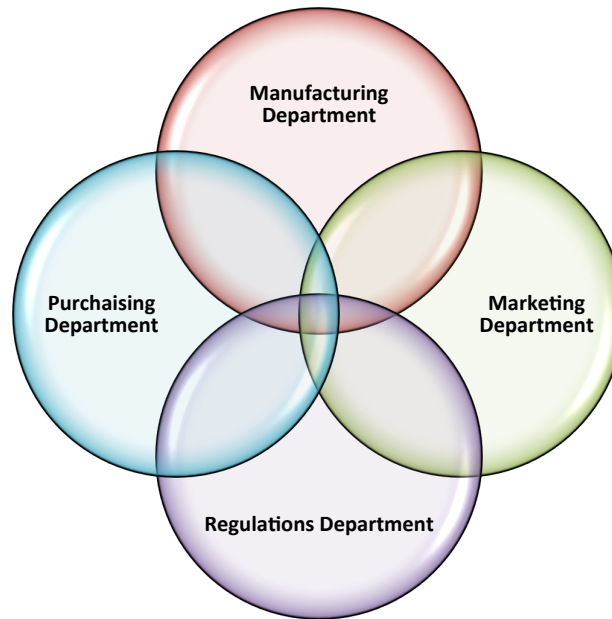 Manufacturing
Department
Purchaising
Department
Marketing
Department
Regulations Department